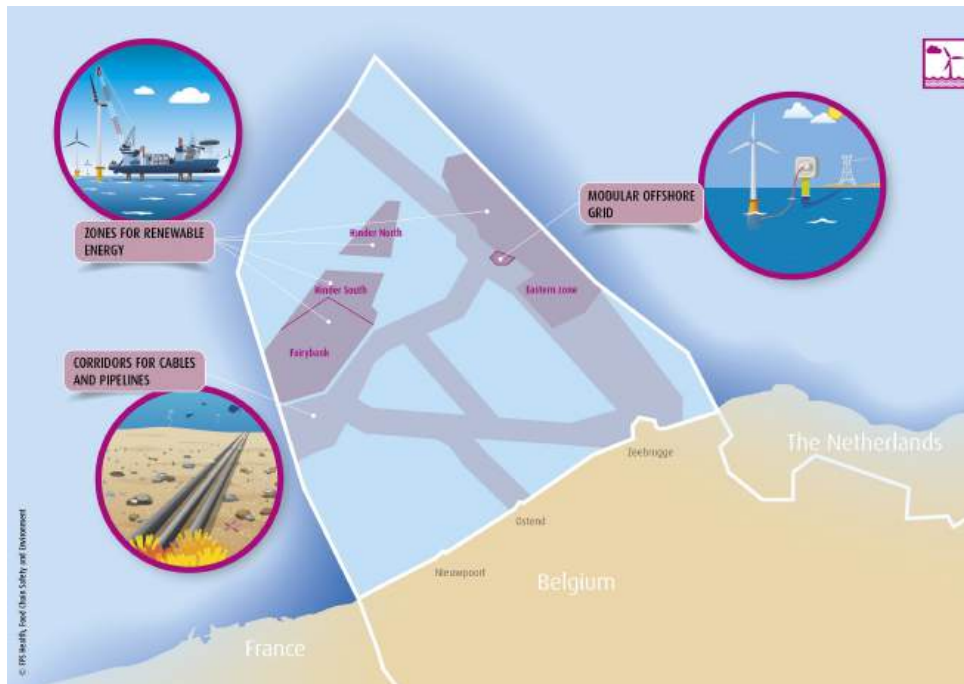 ZONES FOR RENEWABLE
ENERGY
MODULAR OFFSHORE
GRID
Hinder North
Hinder South
Eastern zone
Fairybank
CORRIDORS FOR CABLES
AND PIPELINES
The Netherlands
Zeebrugge
Ostend
Nieuwpoort
Belgium
France
© FPS Health, Food Chain Safety and Environment